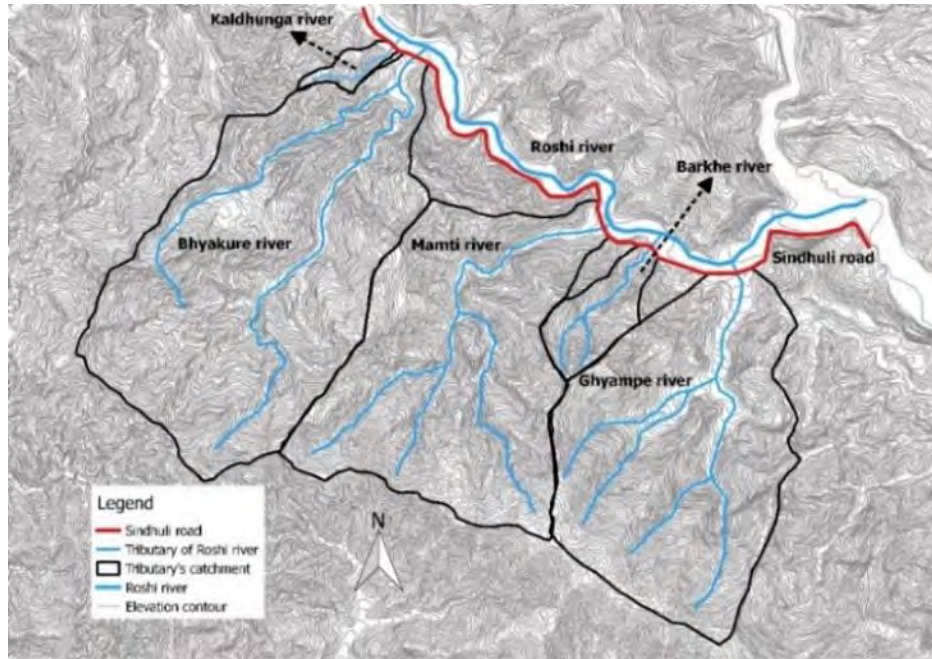 Kaldhunga river
Roshi river
Barkhe river
Bhyakure river
Mamti river
Sindhuli road
Ghyampe river
Legend
Sindhuli road
Tributary of Roshi river
Tributary's catchment
Roshi river
Elevation contour
N